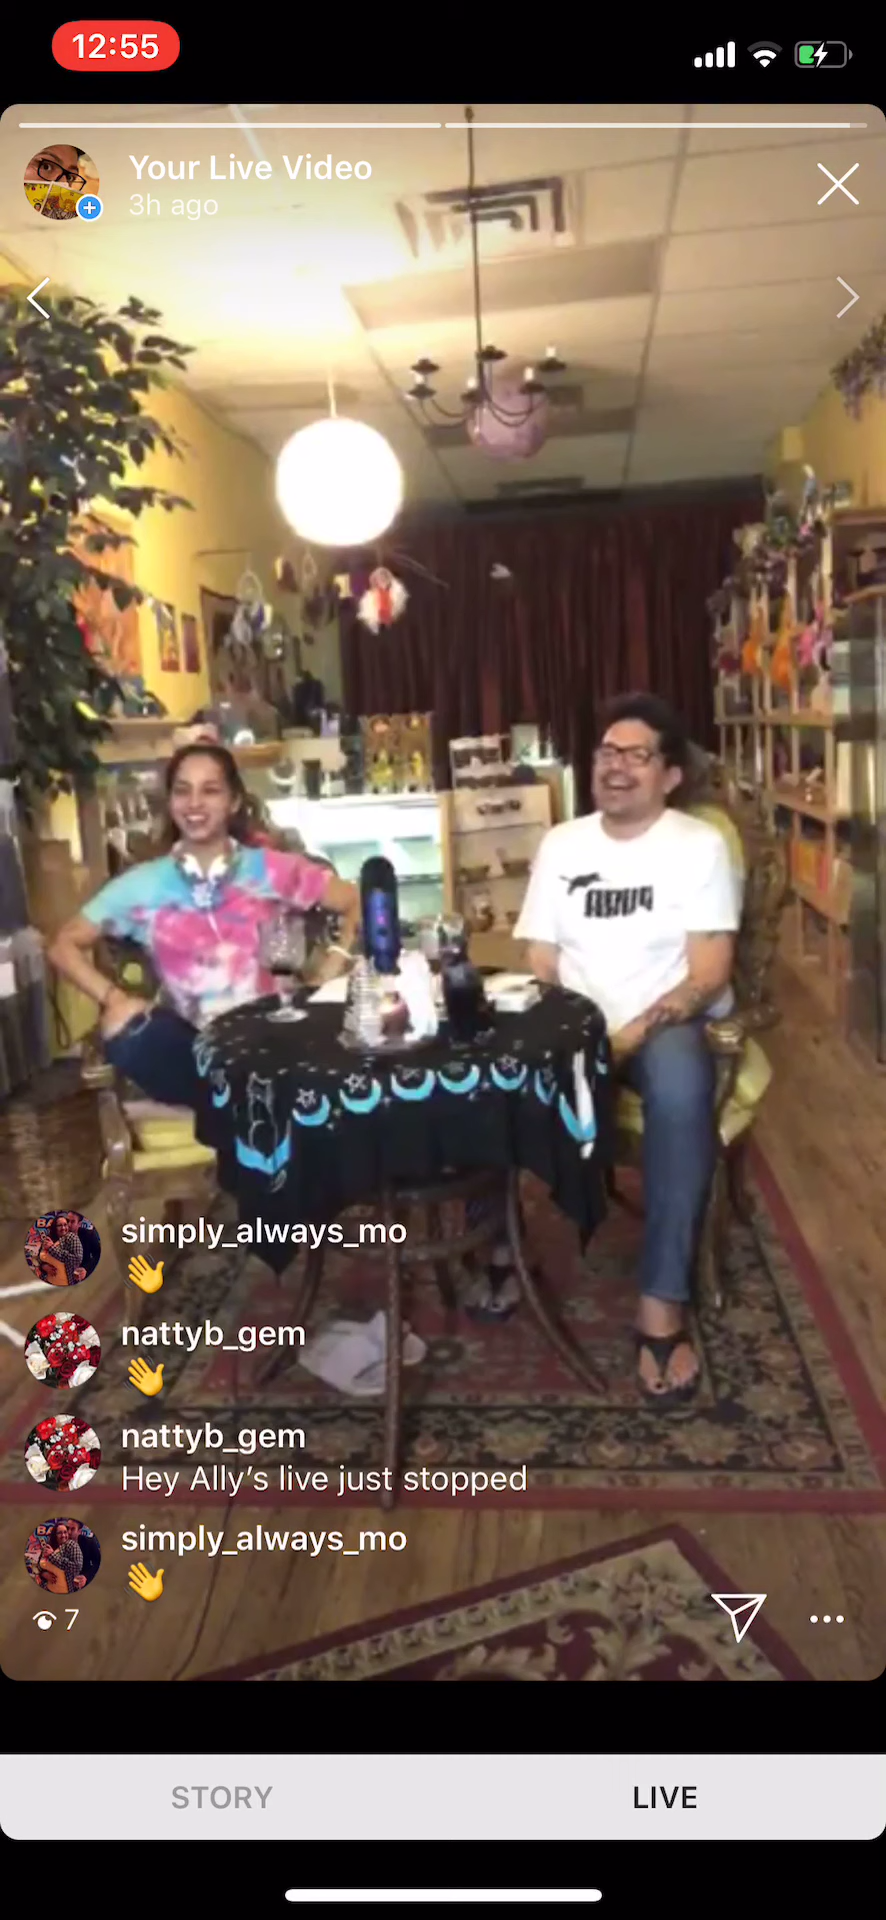 12:55
Your Live Video
3h ago
simply_always_mo
👋
nattyb_gem
👋
nattyb_gem
Hey Ally's live just stopped
simply_always_mo
👋
7
STORY
LIVE